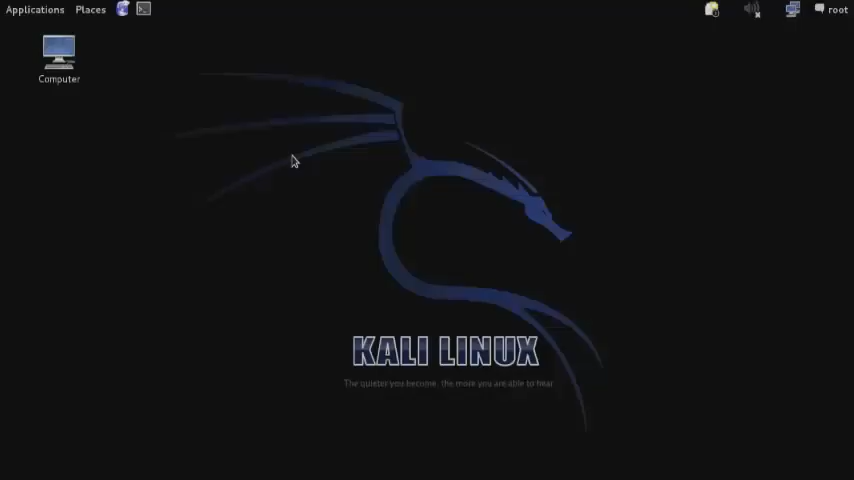 Applications Places root
Computer
KALI LINUX
The quieter you become, the more you are able to hear